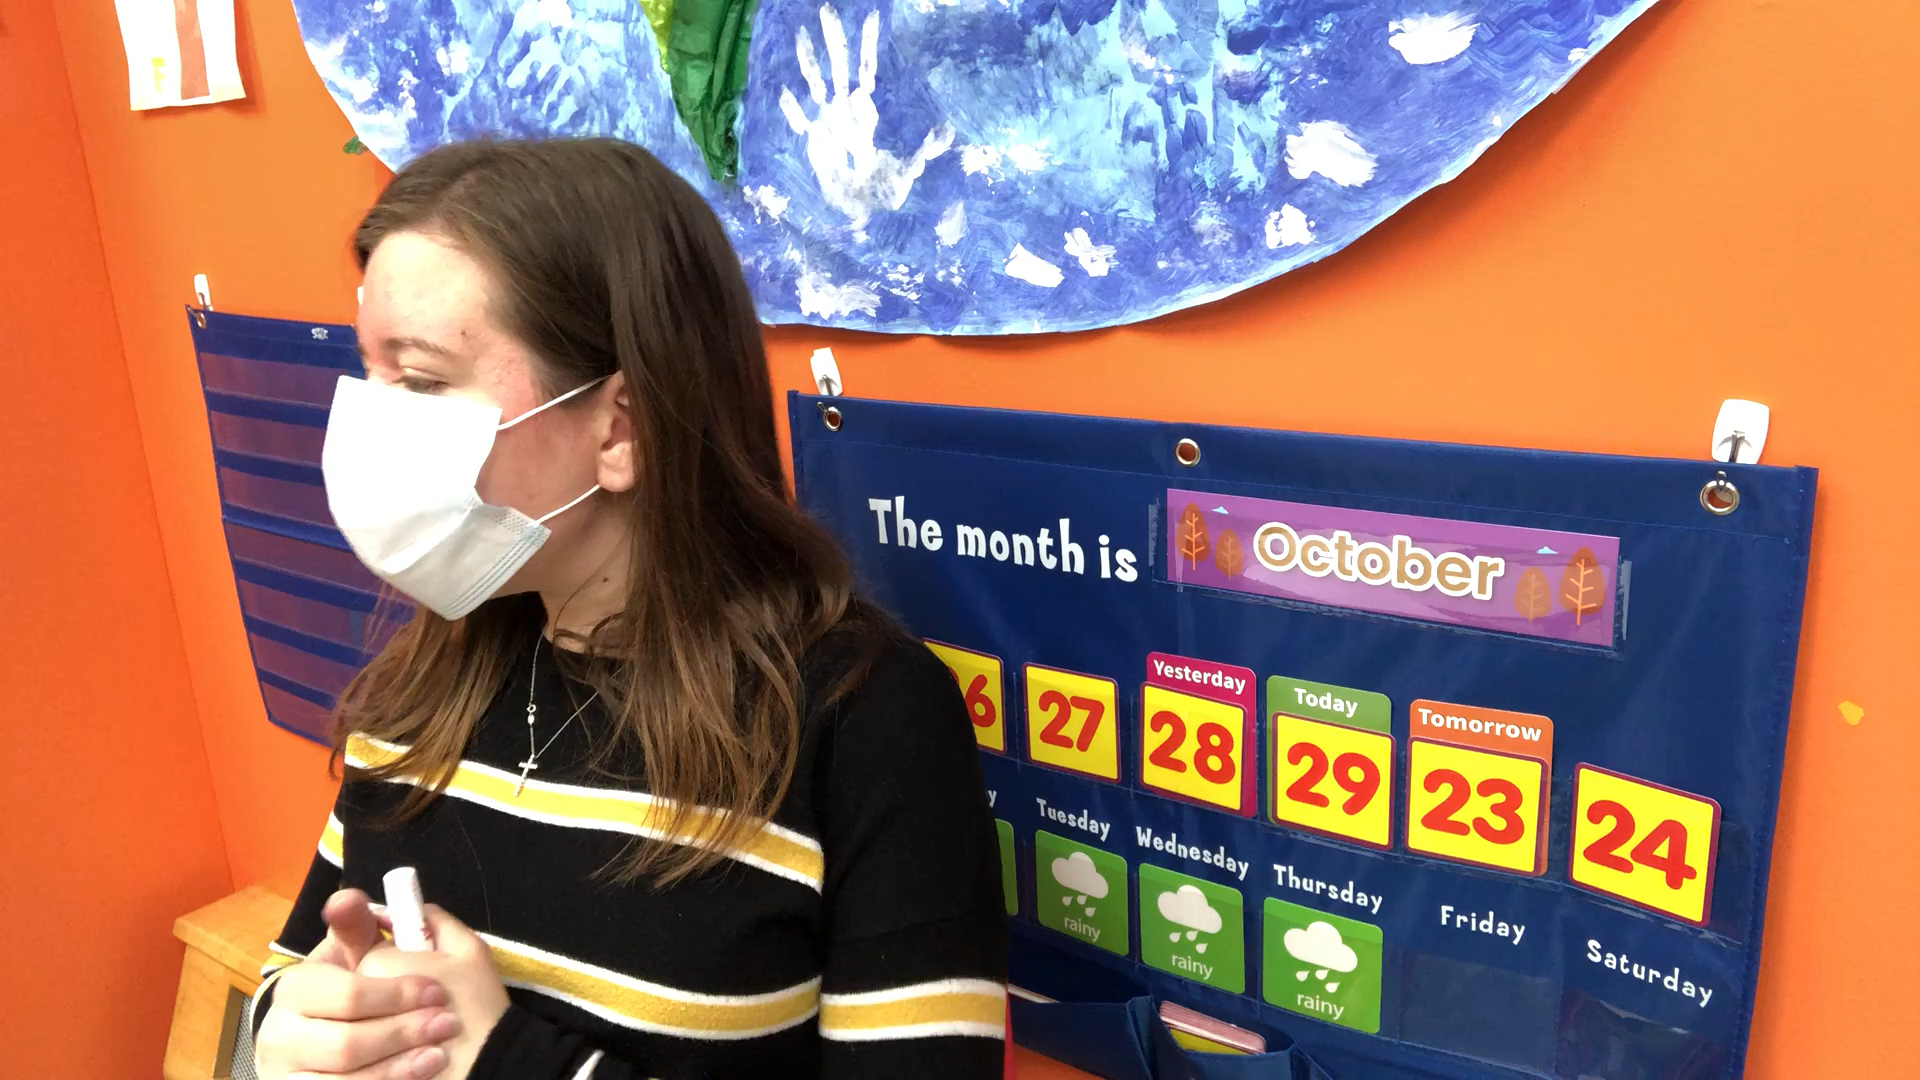 F
The month is October
Yesterday Today Tomorrow
27 28 29 23 24
Tuesday Wednesday Thursday Friday Saturday
rainy rainy rainy